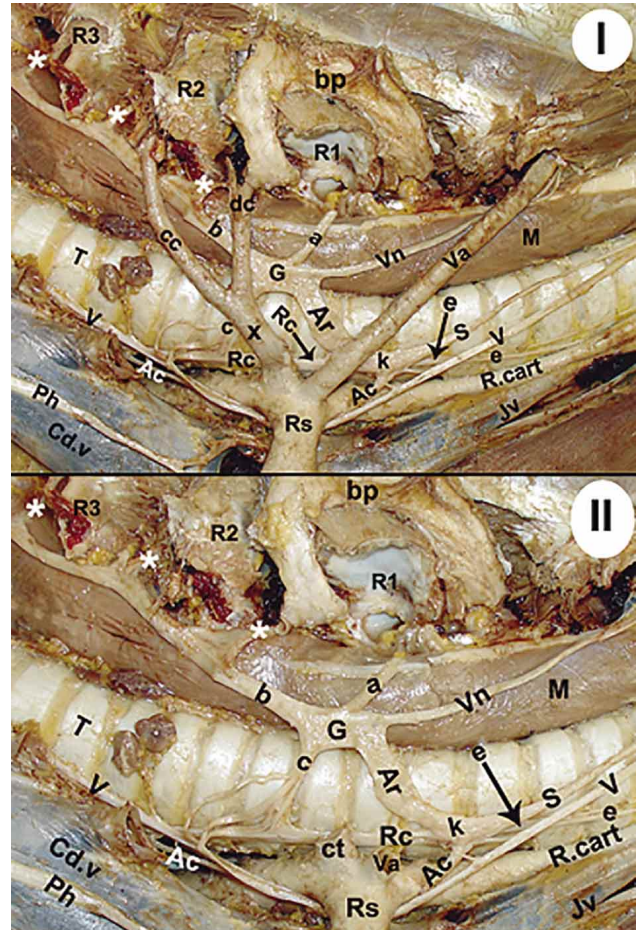 I
R3
*
bp
R2
*
R1
*
dc
b
a
cc
Va
M
Vn
T
G
e
Rc
Ar
S
c
x
V
V
Rc
k
e
Ac
Ac
R.cart
Ph
Rs
Jv
Cd.v
II
R3
*
bp
R2
*
R1
*
a
b
Vn
M
G
T
e
c
Ar
S
V
V
k
e
Rc
ct
Va
Ac
Ac
R.cart
Cd.v
Ph
Rs
Jv